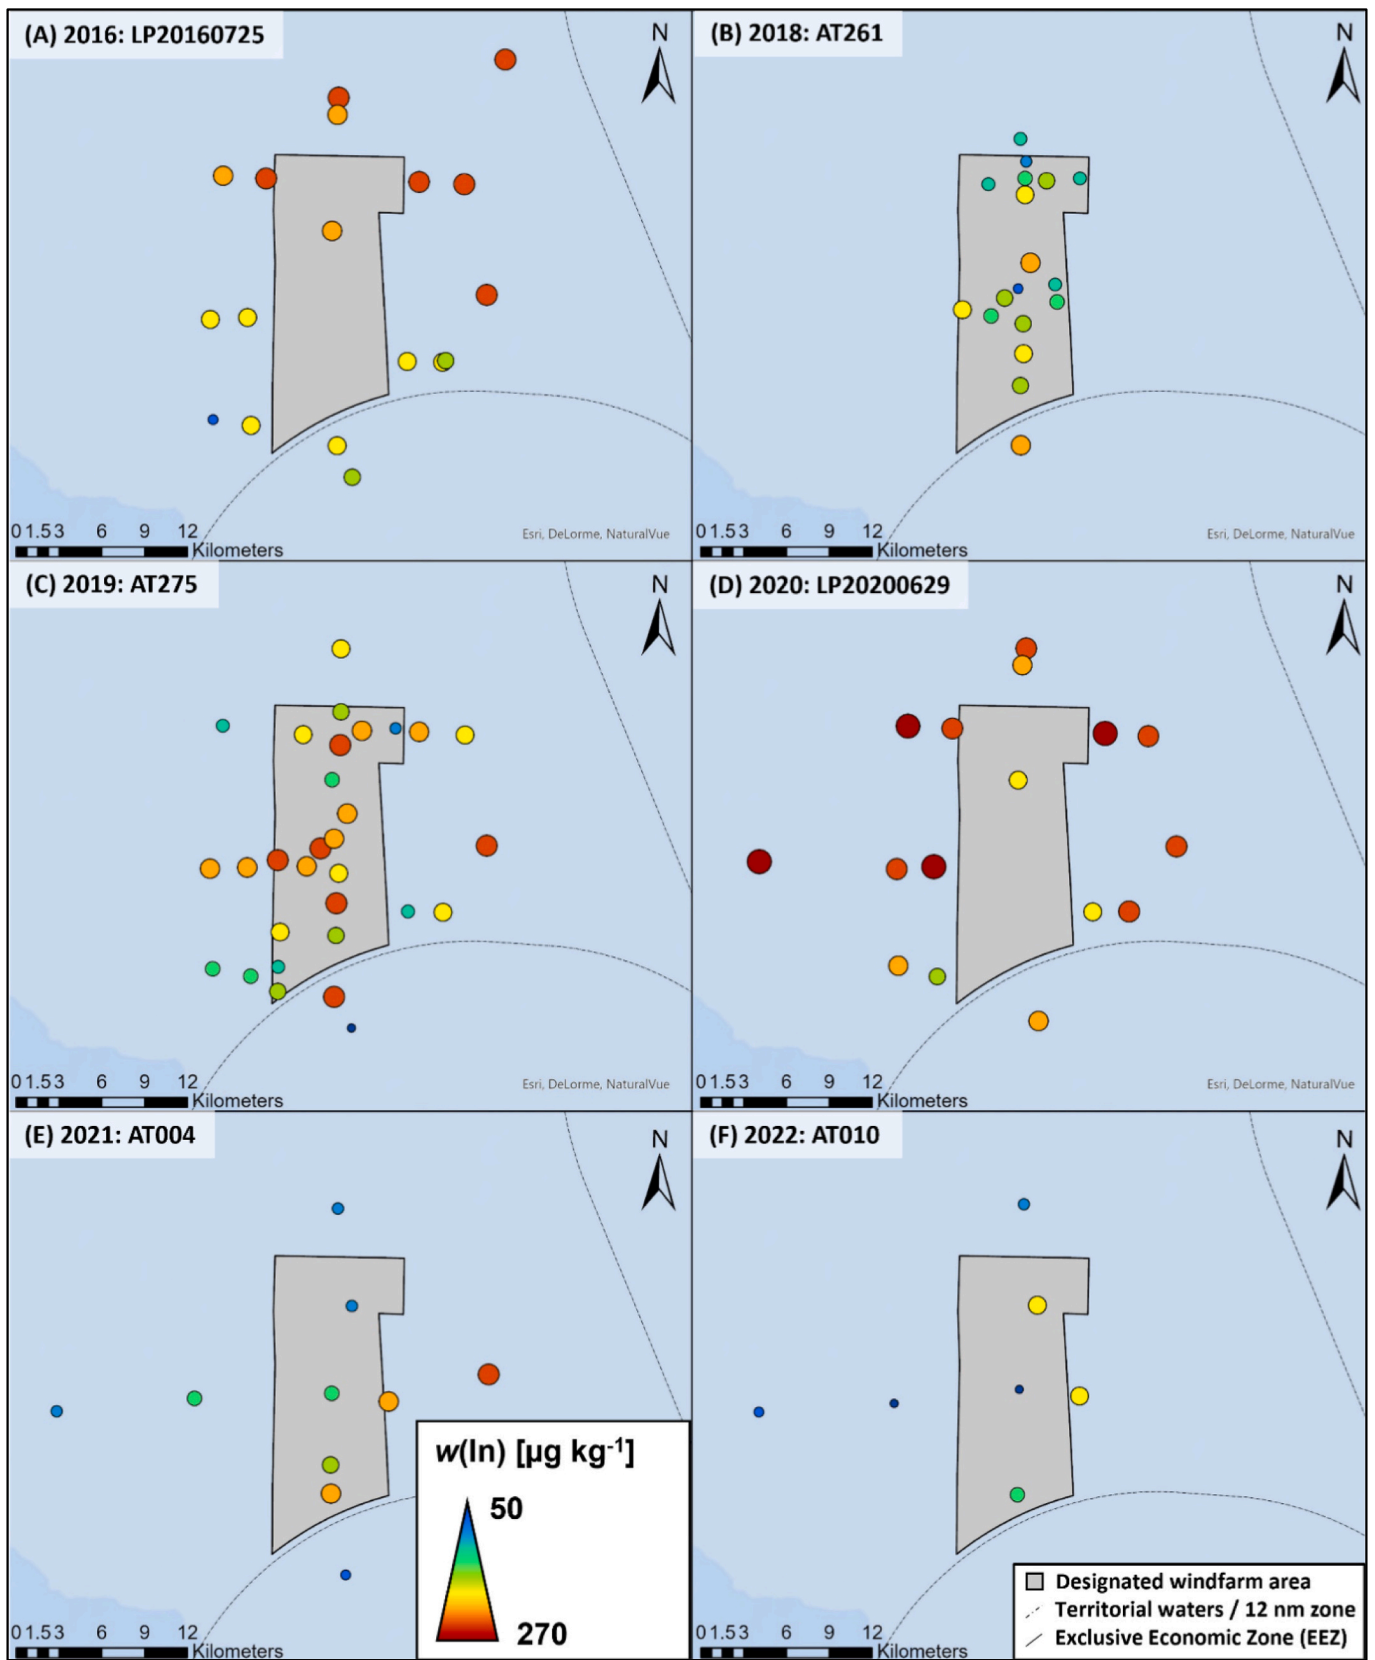 (A) 2016: LP20160725
N
0 1.5 3 6 9 12
Kilometers
Esri, DeLorme, NaturalVue
(B) 2018: AT261
N
0 1.5 3 6 9 12
Kilometers
Esri, DeLorme, NaturalVue
(C) 2019: AT275
N
0 1.5 3 6 9 12
Kilometers
Esri, DeLorme, NaturalVue
(D) 2020: LP20200629
N
0 1.5 3 6 9 12
Kilometers
Esri, DeLorme, NaturalVue
(E) 2021: AT004
N
w(In) [µg kg⁻¹]
50
270
0 1.5 3 6 9 12
Kilometers
(F) 2022: AT010
N
Designated windfarm area
Territorial waters / 12 nm zone
Exclusive Economic Zone (EEZ)
0 1.5 3 6 9 12
Kilometers